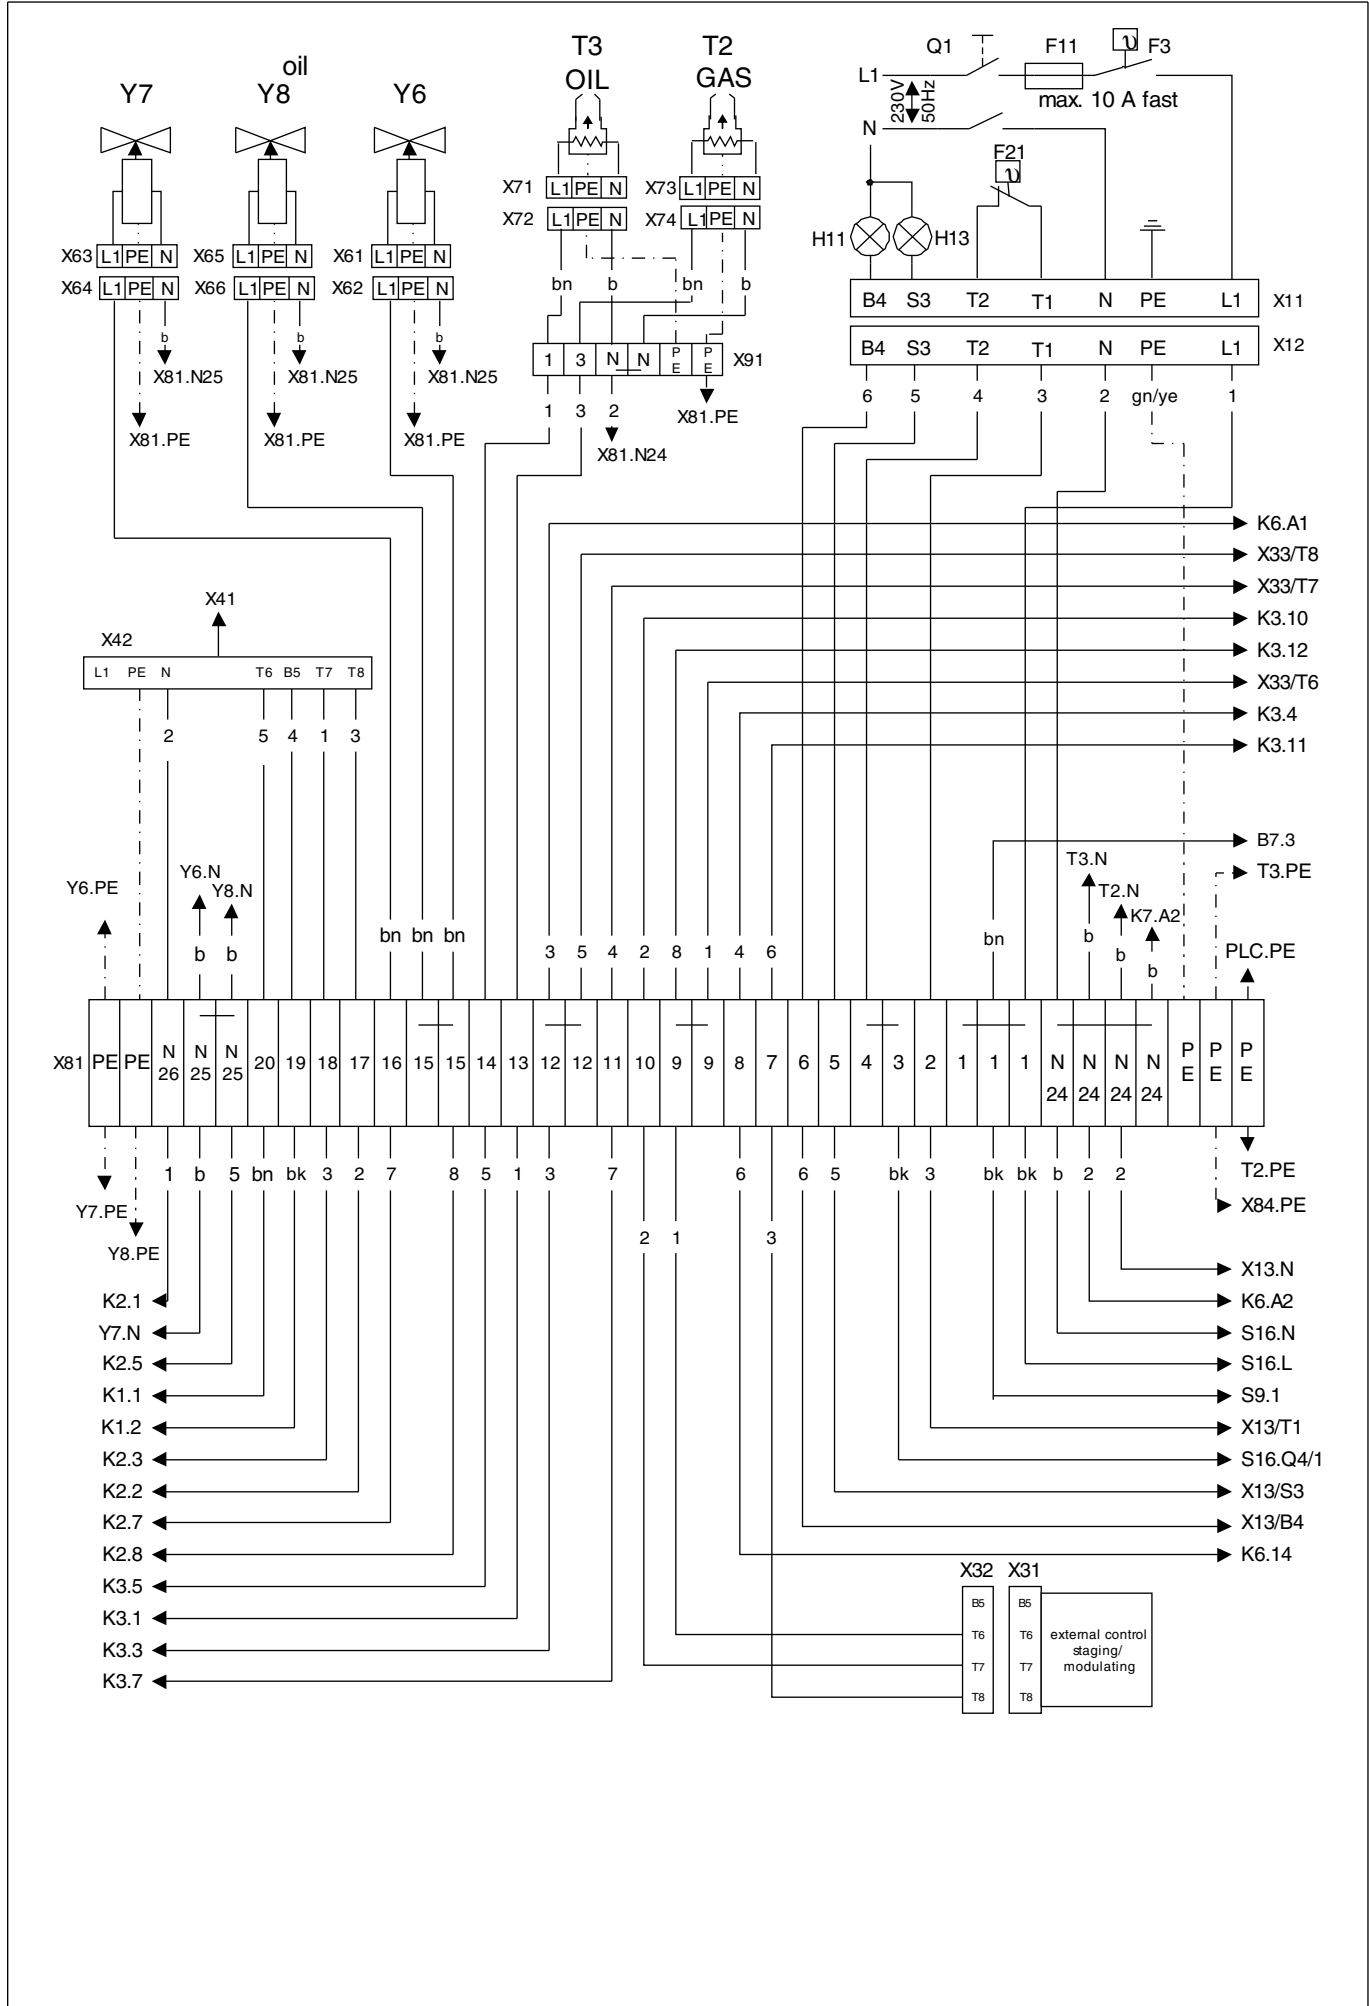 T3 T2
OIL GAS
oil
Y7 Y8 Y6
Q1 F11 F3
L1 υ
230V
50Hz
max. 10 A fast
N
F21
υ
X71 L1 PE N X73 L1 PE N
X72 L1 PE N X74 L1 PE N
H11 H13
X63 L1 PE N X65 L1 PE N X61 L1 PE N
X64 L1 PE N X66 L1 PE N X62 L1 PE N
bn b bn b
B4 S3 T2 T1 N PE L1 X11
b b b
1 3 N N PE PE X91
B4 S3 T2 T1 N PE L1 X12
X81.N25 X81.N25 X81.N25
6 5 4 3 2 gn/ye 1
1 3 2
X81.PE
X81.PE X81.PE X81.PE
X81.N24
K6.A1
X33/T8
X33/T7
X41
K3.10
X42
K3.12
L1 PE N T6 B5 T7 T8
X33/T6
K3.4
2 5 4 1 3
K3.11
B7.3
T3.N
T3.PE
Y6.N
Y6.PE Y8.N
T2.N
K7.A2
bn bn bn bn b
b b b b
3 5 4 2 8 1 4 6
PLC.PE
X81 PE PE N 26 N 25 N 25 20 19 18 17 16 15 15 14 13 12 12 11 10 9 9 8 7 6 5 4 3 2 1 1 1 N 24 N 24 N 24 N 24 PE PE PE
1 b 5 bn bk 3 2 7 8 5 1 3 7 6 6 5 bk 3 bk bk b 2 2
T2.PE
Y7.PE
X84.PE
2 1 3
Y8.PE
X13.N
K2.1 K6.A2
Y7.N S16.N
K2.5 S16.L
K1.1 S9.1
K1.2 X13/T1
K2.3 S16.Q4/1
K2.2 X13/S3
K2.7 X13/B4
K2.8 K6.14
X32 X31
K3.5
B5 B5
K3.1
T6 T6 external control
staging/
K3.3
T7 T7 modulating
K3.7
T8 T8